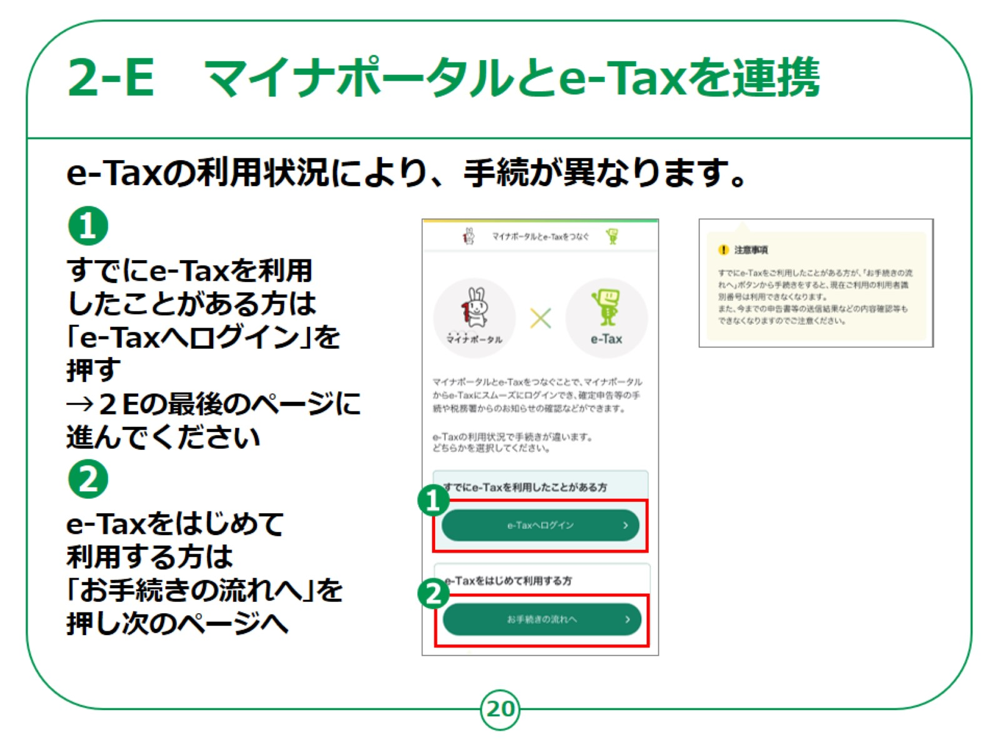 2-E　マイナポータルとe-Taxを連携
e-Taxの利用状況により、手続が異なります。
1
すでにe-Taxを利用
したことがある方は
「e-Taxへログイン」を
押す
→２Eの最後のページに
進んでください
2
e-Taxをはじめて
利用する方は
「お手続きの流れへ」を
押し次のページへ
マイナポータルとe-Taxをつなぐ
マイナポータル
e-Tax
マイナポータルとe-Taxをつなぐことで、マイナポータル
からe-Taxにスムーズにログインでき、確定申告等の手
続や税務署からのお知らせの確認などができます。
e-Taxの利用状況で手続きが違います。
どちらかを選択してください。
すでにe-Taxを利用したことがある方
1
e-Taxへログイン
e-Taxをはじめて利用する方
2
お手続きの流れへ
注意事項
すでにe-Taxをご利用したことがある方が、「お手続きの流
れへ」ボタンから手続きをすると、現在ご利用の利用者識
別番号は利用できなくなります。
また、今までの申告書等の送信結果などの内容確認等も
できなくなりますのでご注意ください。
20